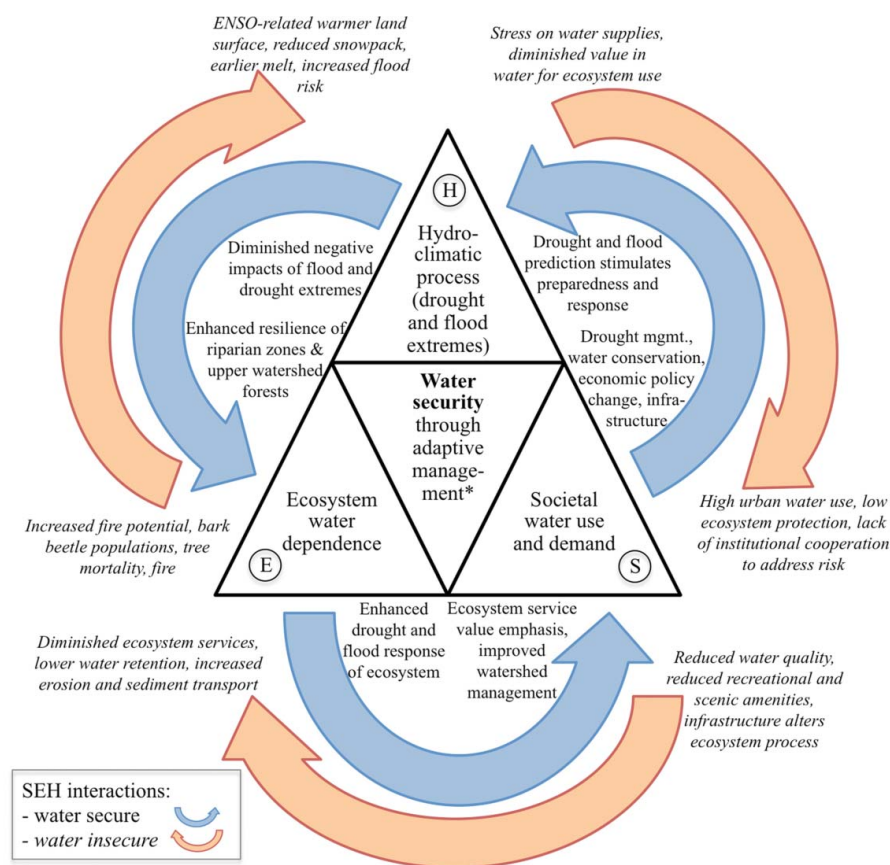 ENSO-related warmer land
surface, reduced snowpack,
earlier melt, increased flood
risk
Stress on water supplies,
diminished value in
water for ecosystem use
H
Hydro-
climatic
process
(drought
and flood
extremes)
Diminished negative
impacts of flood and
drought extremes
Enhanced resilience of
riparian zones &
upper watershed
forests
Drought and flood
prediction stimulates
preparedness and
response
Drought mgmt.,
water conservation,
economic policy
change, infra-
structure
Water
security
through
adaptive
manage-
ment*
Ecosystem
water
dependence
E
Societal
water use
and demand
S
Increased fire potential, bark
beetle populations, tree
mortality, fire
High urban water use, low
ecosystem protection, lack
of institutional cooperation
to address risk
Enhanced
drought and
flood response
of ecosystem
Ecosystem service
value emphasis,
improved
watershed
management
Diminished ecosystem services,
lower water retention, increased
erosion and sediment transport
Reduced water quality,
reduced recreational and
scenic amenities,
infrastructure alters
ecosystem process
SEH interactions:
- water secure
- water insecure